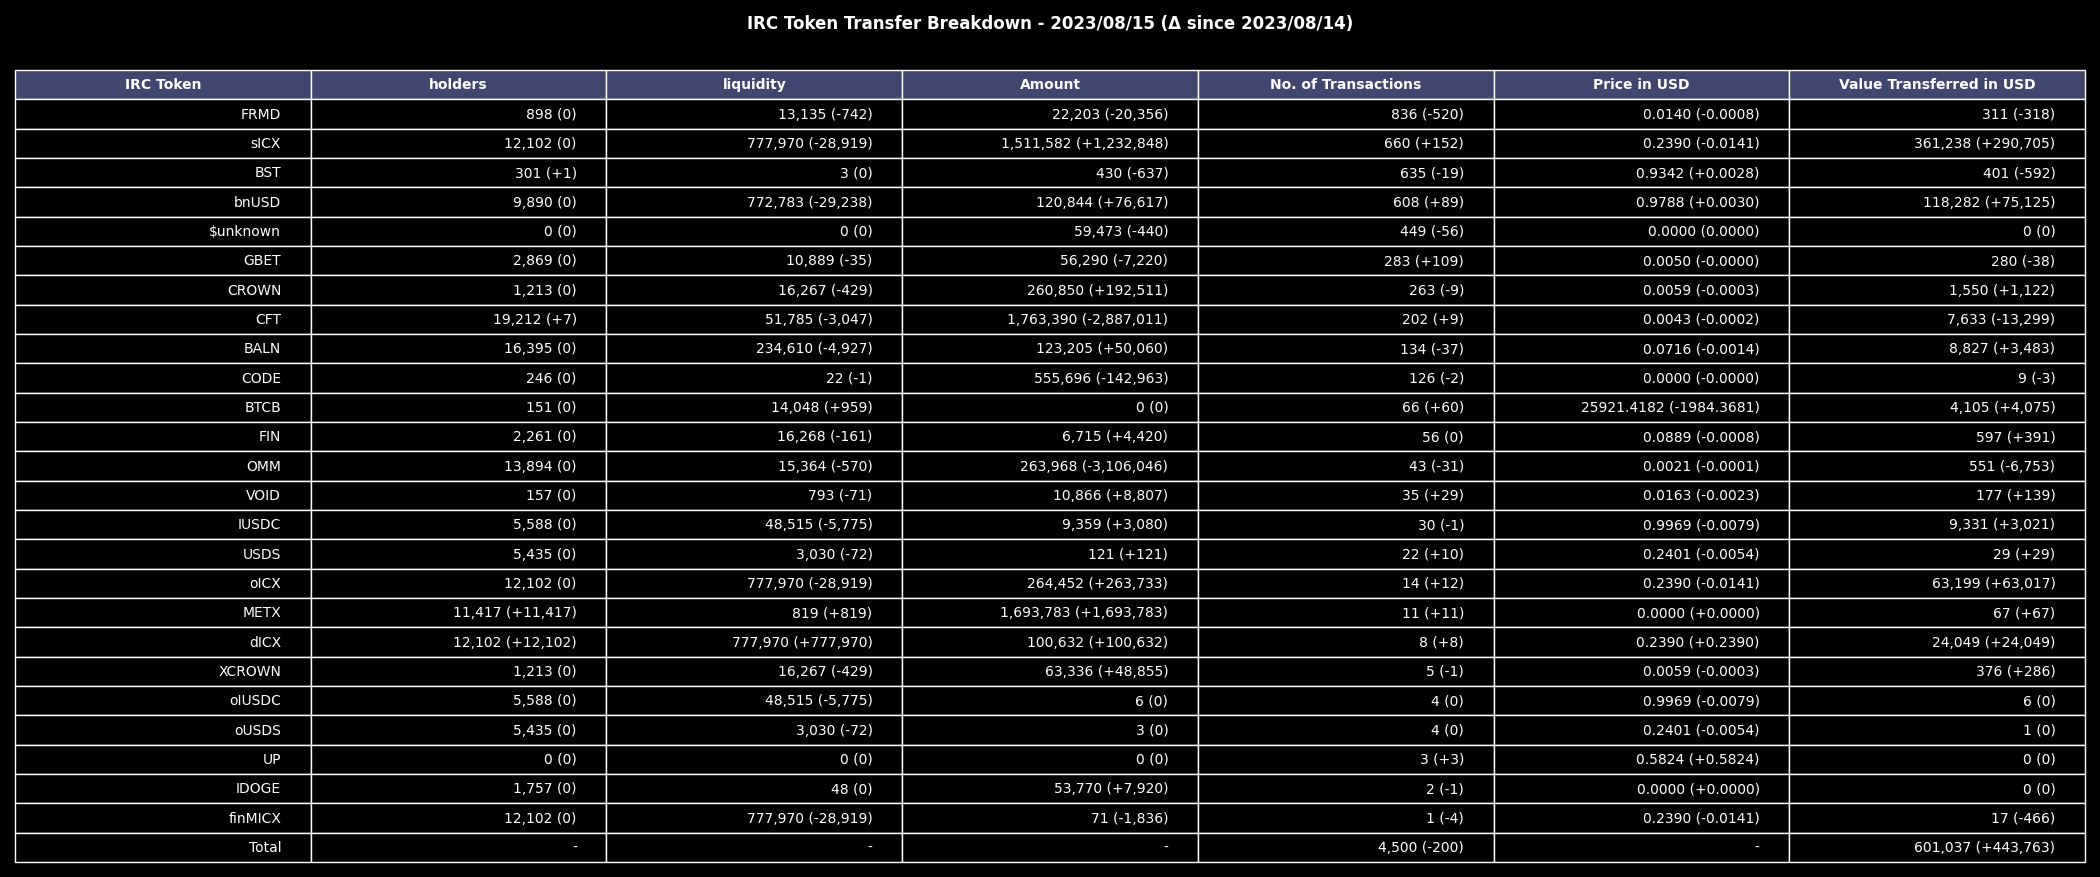 IRC Token Transfer Breakdown - 2023/08/15 (Δ since 2023/08/14)
IRC Token holders liquidity Amount No. of Transactions Price in USD Value Transferred in USD
FRMD 898 (0) 13,135 (-742) 22,203 (-20,356) 836 (-520) 0.0140 (-0.0008) 311 (-318)
sICX 12,102 (0) 777,970 (-28,919) 1,511,582 (+1,232,848) 660 (+152) 0.2390 (-0.0141) 361,238 (+290,705)
BST 301 (+1) 3 (0) 430 (-637) 635 (-19) 0.9342 (+0.0028) 401 (-592)
bnUSD 9,890 (0) 772,783 (-29,238) 120,844 (+76,617) 608 (+89) 0.9788 (+0.0030) 118,282 (+75,125)
$unknown 0 (0) 0 (0) 59,473 (-440) 449 (-56) 0.0000 (0.0000) 0 (0)
GBET 2,869 (0) 10,889 (-35) 56,290 (-7,220) 283 (+109) 0.0050 (-0.0000) 280 (-38)
CROWN 1,213 (0) 16,267 (-429) 260,850 (+192,511) 263 (-9) 0.0059 (-0.0003) 1,550 (+1,122)
CFT 19,212 (+7) 51,785 (-3,047) 1,763,390 (-2,887,011) 202 (+9) 0.0043 (-0.0002) 7,633 (-13,299)
BALN 16,395 (0) 234,610 (-4,927) 123,205 (+50,060) 134 (-37) 0.0716 (-0.0014) 8,827 (+3,483)
CODE 246 (0) 22 (-1) 555,696 (-142,963) 126 (-2) 0.0000 (-0.0000) 9 (-3)
BTCB 151 (0) 14,048 (+959) 0 (0) 66 (+60) 25921.4182 (-1984.3681) 4,105 (+4,075)
FIN 2,261 (0) 16,268 (-161) 6,715 (+4,420) 56 (0) 0.0889 (-0.0008) 597 (+391)
OMM 13,894 (0) 15,364 (-570) 263,968 (-3,106,046) 43 (-31) 0.0021 (-0.0001) 551 (-6,753)
VOID 157 (0) 793 (-71) 10,866 (+8,807) 35 (+29) 0.0163 (-0.0023) 177 (+139)
IUSDC 5,588 (0) 48,515 (-5,775) 9,359 (+3,080) 30 (-1) 0.9969 (-0.0079) 9,331 (+3,021)
USDS 5,435 (0) 3,030 (-72) 121 (+121) 22 (+10) 0.2401 (-0.0054) 29 (+29)
oICX 12,102 (0) 777,970 (-28,919) 264,452 (+263,733) 14 (+12) 0.2390 (-0.0141) 63,199 (+63,017)
METX 11,417 (+11,417) 819 (+819) 1,693,783 (+1,693,783) 11 (+11) 0.0000 (+0.0000) 67 (+67)
dICX 12,102 (+12,102) 777,970 (+777,970) 100,632 (+100,632) 8 (+8) 0.2390 (+0.2390) 24,049 (+24,049)
XCROWN 1,213 (0) 16,267 (-429) 63,336 (+48,855) 5 (-1) 0.0059 (-0.0003) 376 (+286)
oIUSDC 5,588 (0) 48,515 (-5,775) 6 (0) 4 (0) 0.9969 (-0.0079) 6 (0)
oUSDS 5,435 (0) 3,030 (-72) 3 (0) 4 (0) 0.2401 (-0.0054) 1 (0)
UP 0 (0) 0 (0) 0 (0) 3 (+3) 0.5824 (+0.5824) 0 (0)
IDOGE 1,757 (0) 48 (0) 53,770 (+7,920) 2 (-1) 0.0000 (+0.0000) 0 (0)
finMICX 12,102 (0) 777,970 (-28,919) 71 (-1,836) 1 (-4) 0.2390 (-0.0141) 17 (-466)
Total - - - 4,500 (-200) - 601,037 (+443,763)